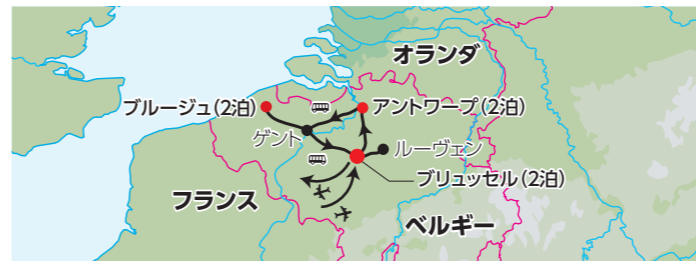 オランダ
ブルージュ(2泊)
アントワープ(2泊)
ゲント
ルーヴェン
ブリュッセル(2泊)
フランス
ベルギー